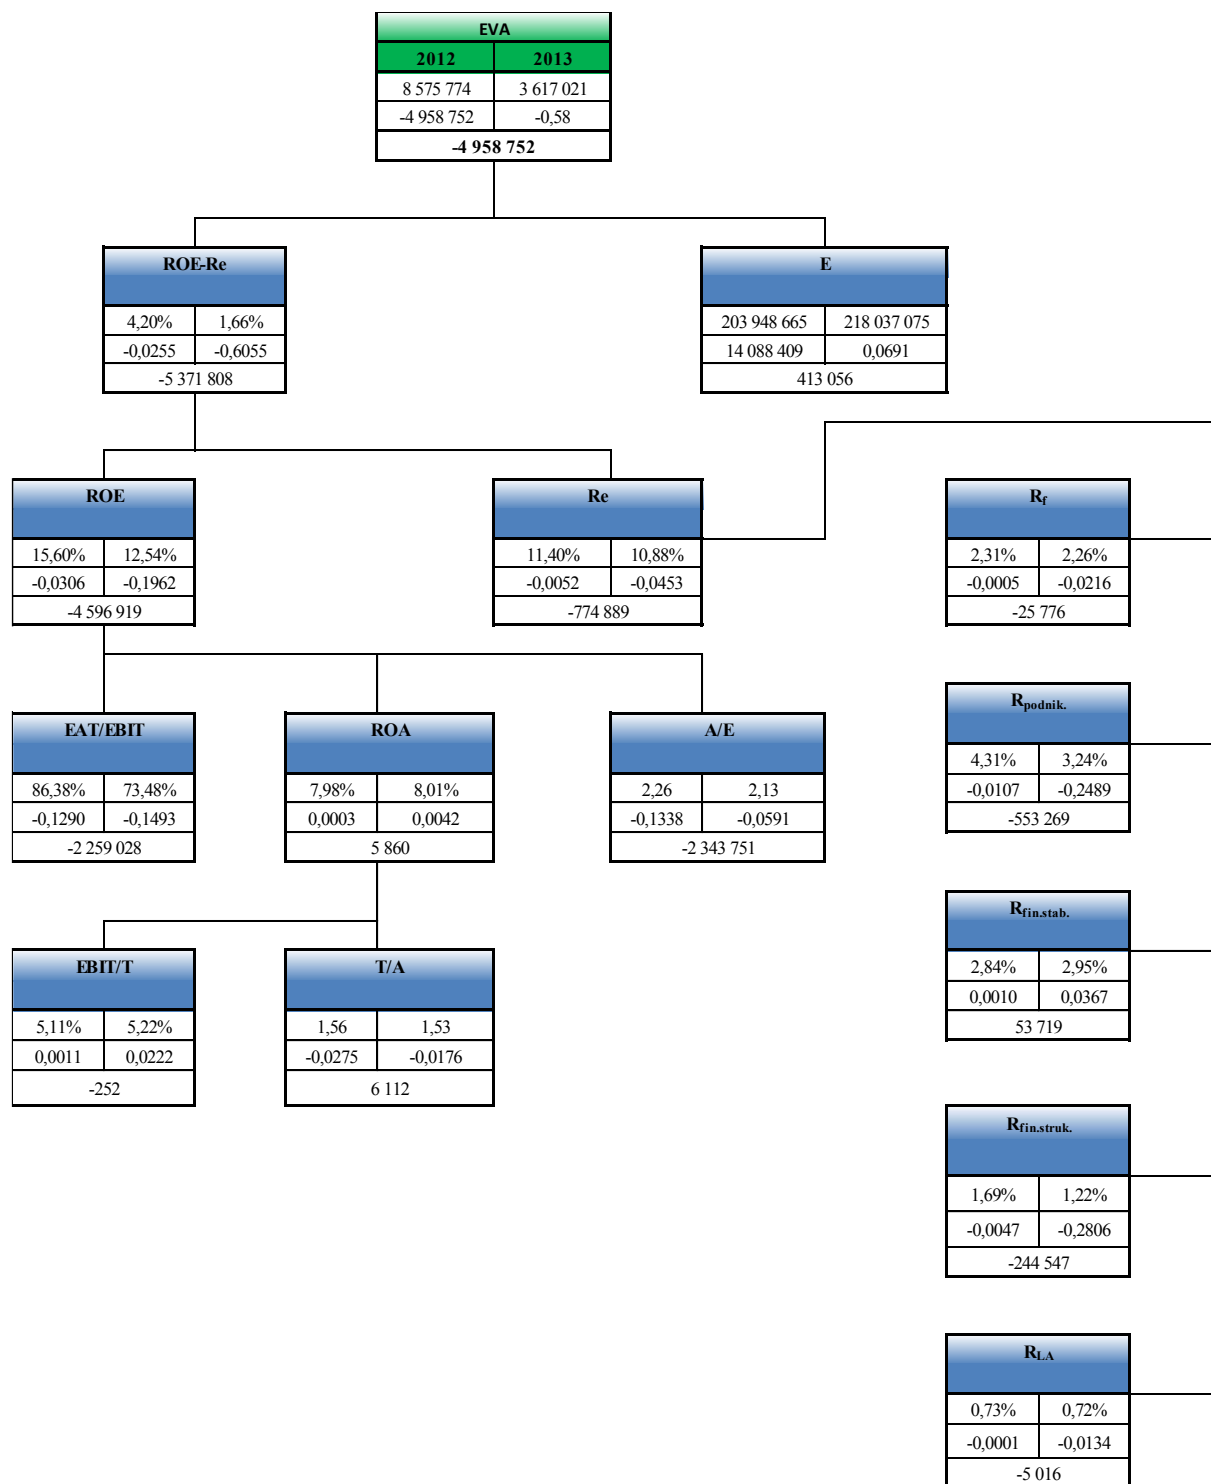 EVA
2012 2013
8 575 774 3 617 021
-4 958 752 -0,58
-4 958 752
ROE-Re
4,20% 1,66%
-0,0255 -0,6055
-5 371 808
E
203 948 665 218 037 075
14 088 409 0,0691
413 056
ROE
15,60% 12,54%
-0,0306 -0,1962
-4 596 919
Re
11,40% 10,88%
-0,0052 -0,0453
-774 889
Rf
2,31% 2,26%
-0,0005 -0,0216
-25 776
EAT/EBIT
86,38% 73,48%
-0,1290 -0,1493
-2 259 028
ROA
7,98% 8,01%
0,0003 0,0042
5 860
A/E
2,26 2,13
-0,1338 -0,0591
-2 343 751
Rpodnik.
4,31% 3,24%
-0,0107 -0,2489
-553 269
EBIT/T
5,11% 5,22%
0,0011 0,0222
-252
T/A
1,56 1,53
-0,0275 -0,0176
6 112
Rfin.stab.
2,84% 2,95%
0,0010 0,0367
53 719
Rfin.struk.
1,69% 1,22%
-0,0047 -0,2806
-244 547
RLA
0,73% 0,72%
-0,0001 -0,0134
-5 016